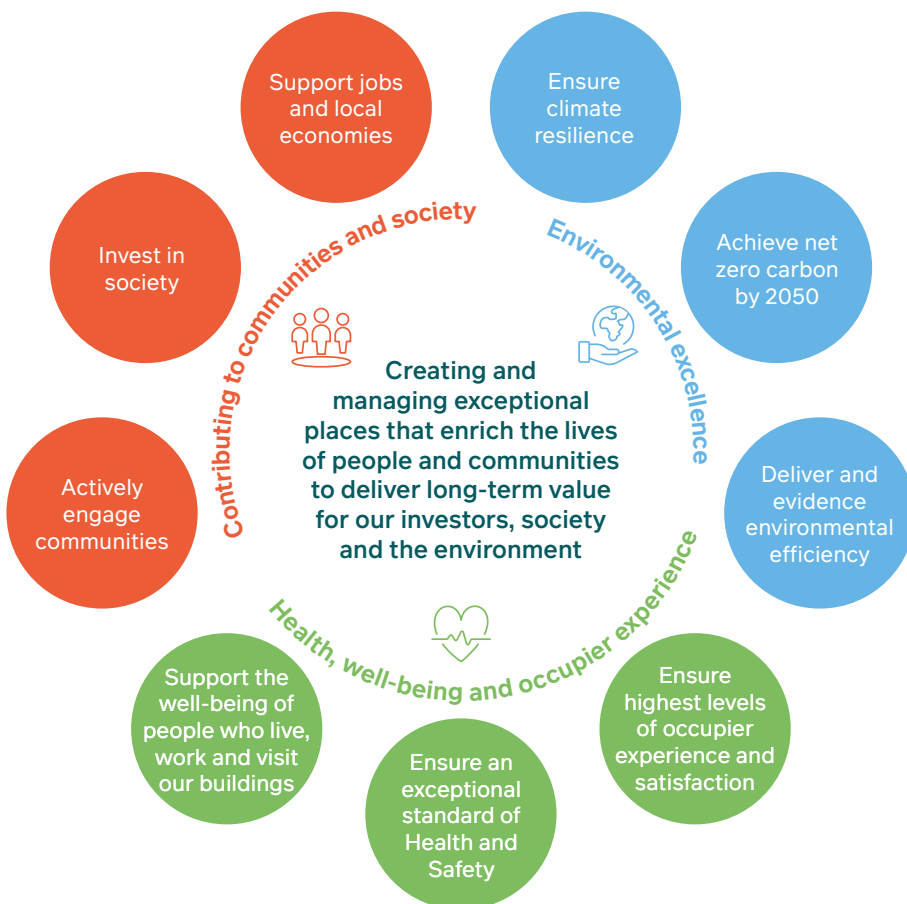 Support jobs
and local
economies
Ensure
climate
resilience
Invest in
society
Achieve net
zero carbon
by 2050
Contributing to communities and society
Environmental excellence
Creating and
managing exceptional
places that enrich the lives
of people and communities
to deliver long-term value
for our investors, society
and the environment
Actively
engage
communities
Deliver and
evidence
environmental
efficiency
Health, well-being and occupier experience
Support the
well-being of
people who live,
work and visit
our buildings
Ensure an
exceptional
standard of
Health and
Safety
Ensure
highest levels
of occupier
experience and
satisfaction